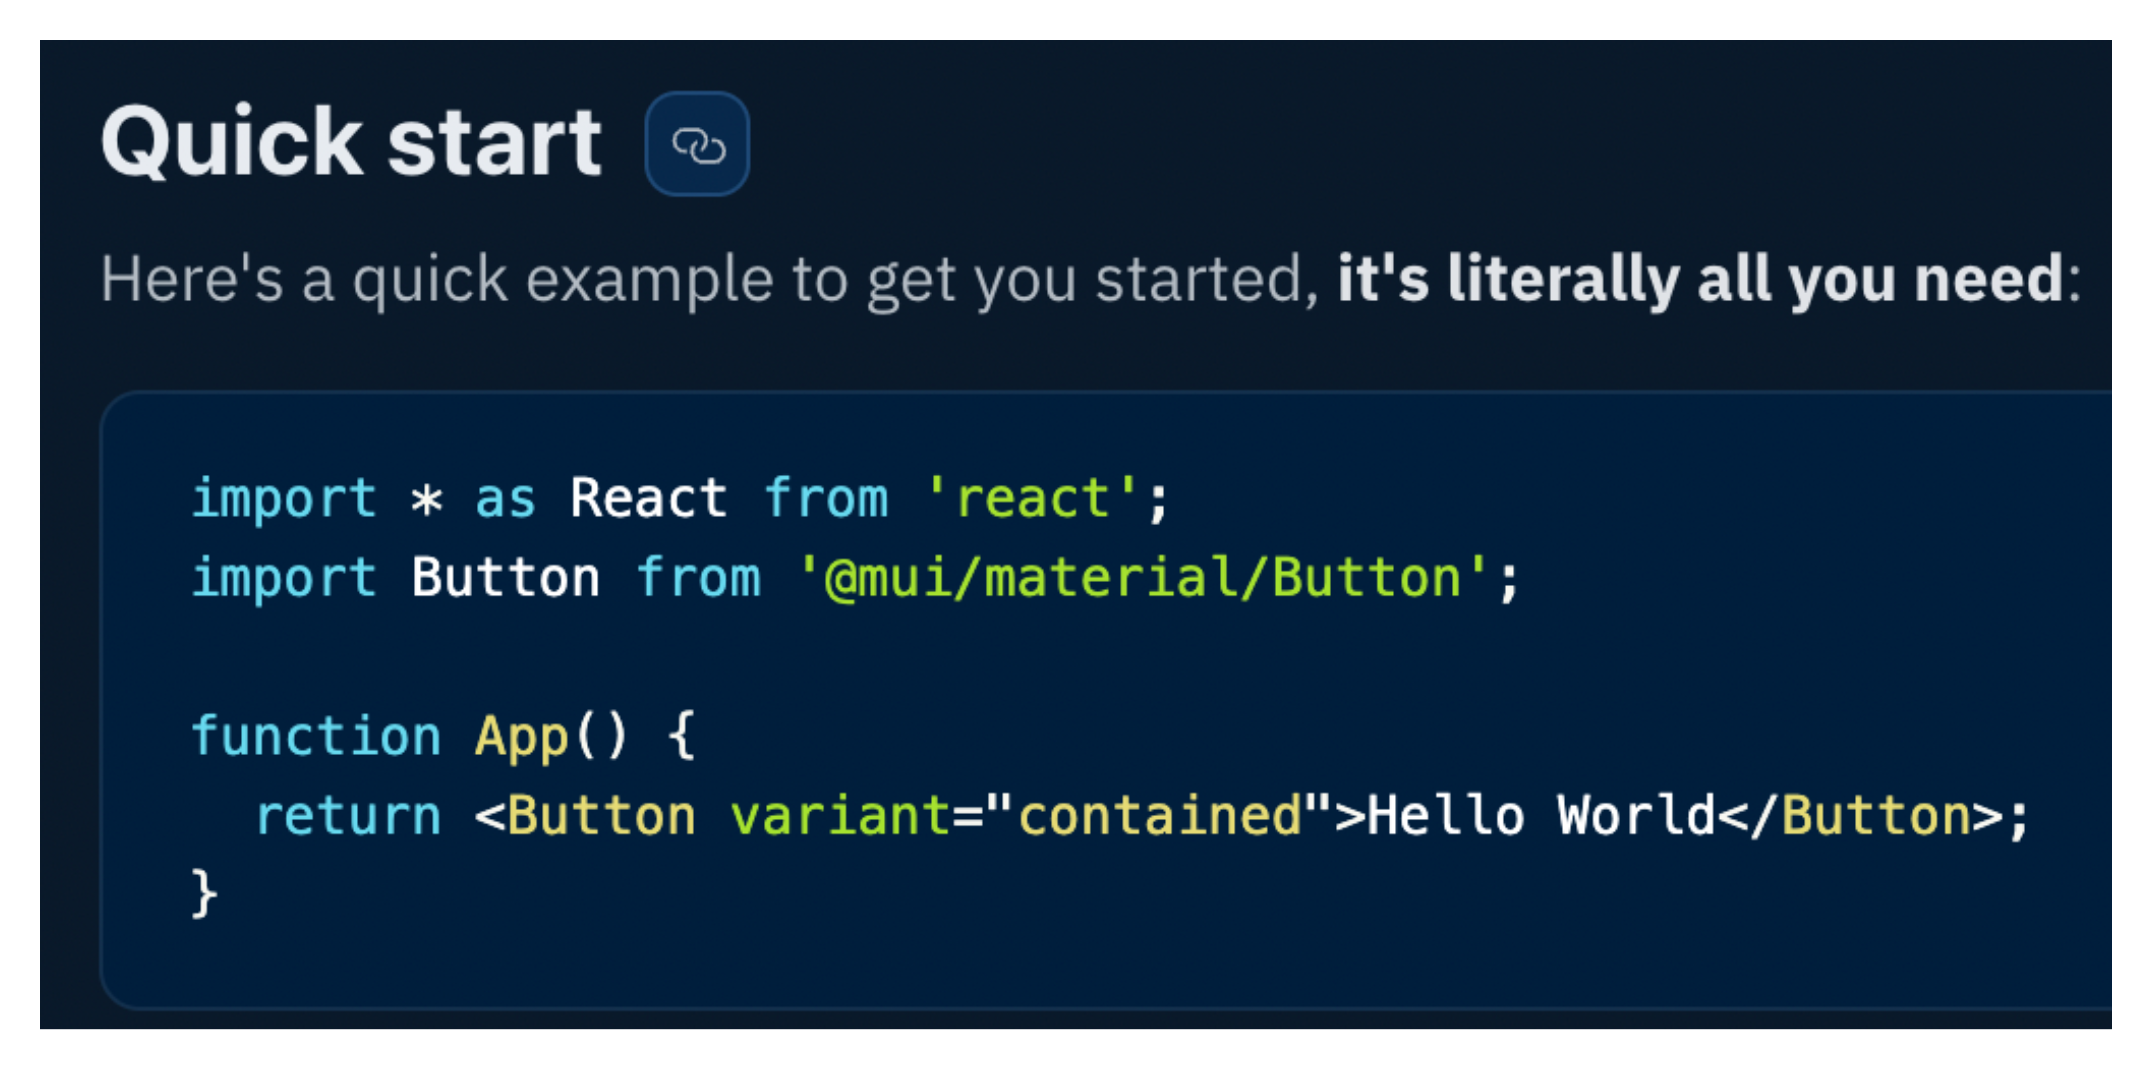 Quick start
Here's a quick example to get you started, it's literally all you need:
import * as React from 'react';
import Button from '@mui/material/Button';
function App() {
  return <Button variant="contained">Hello World</Button>;
}